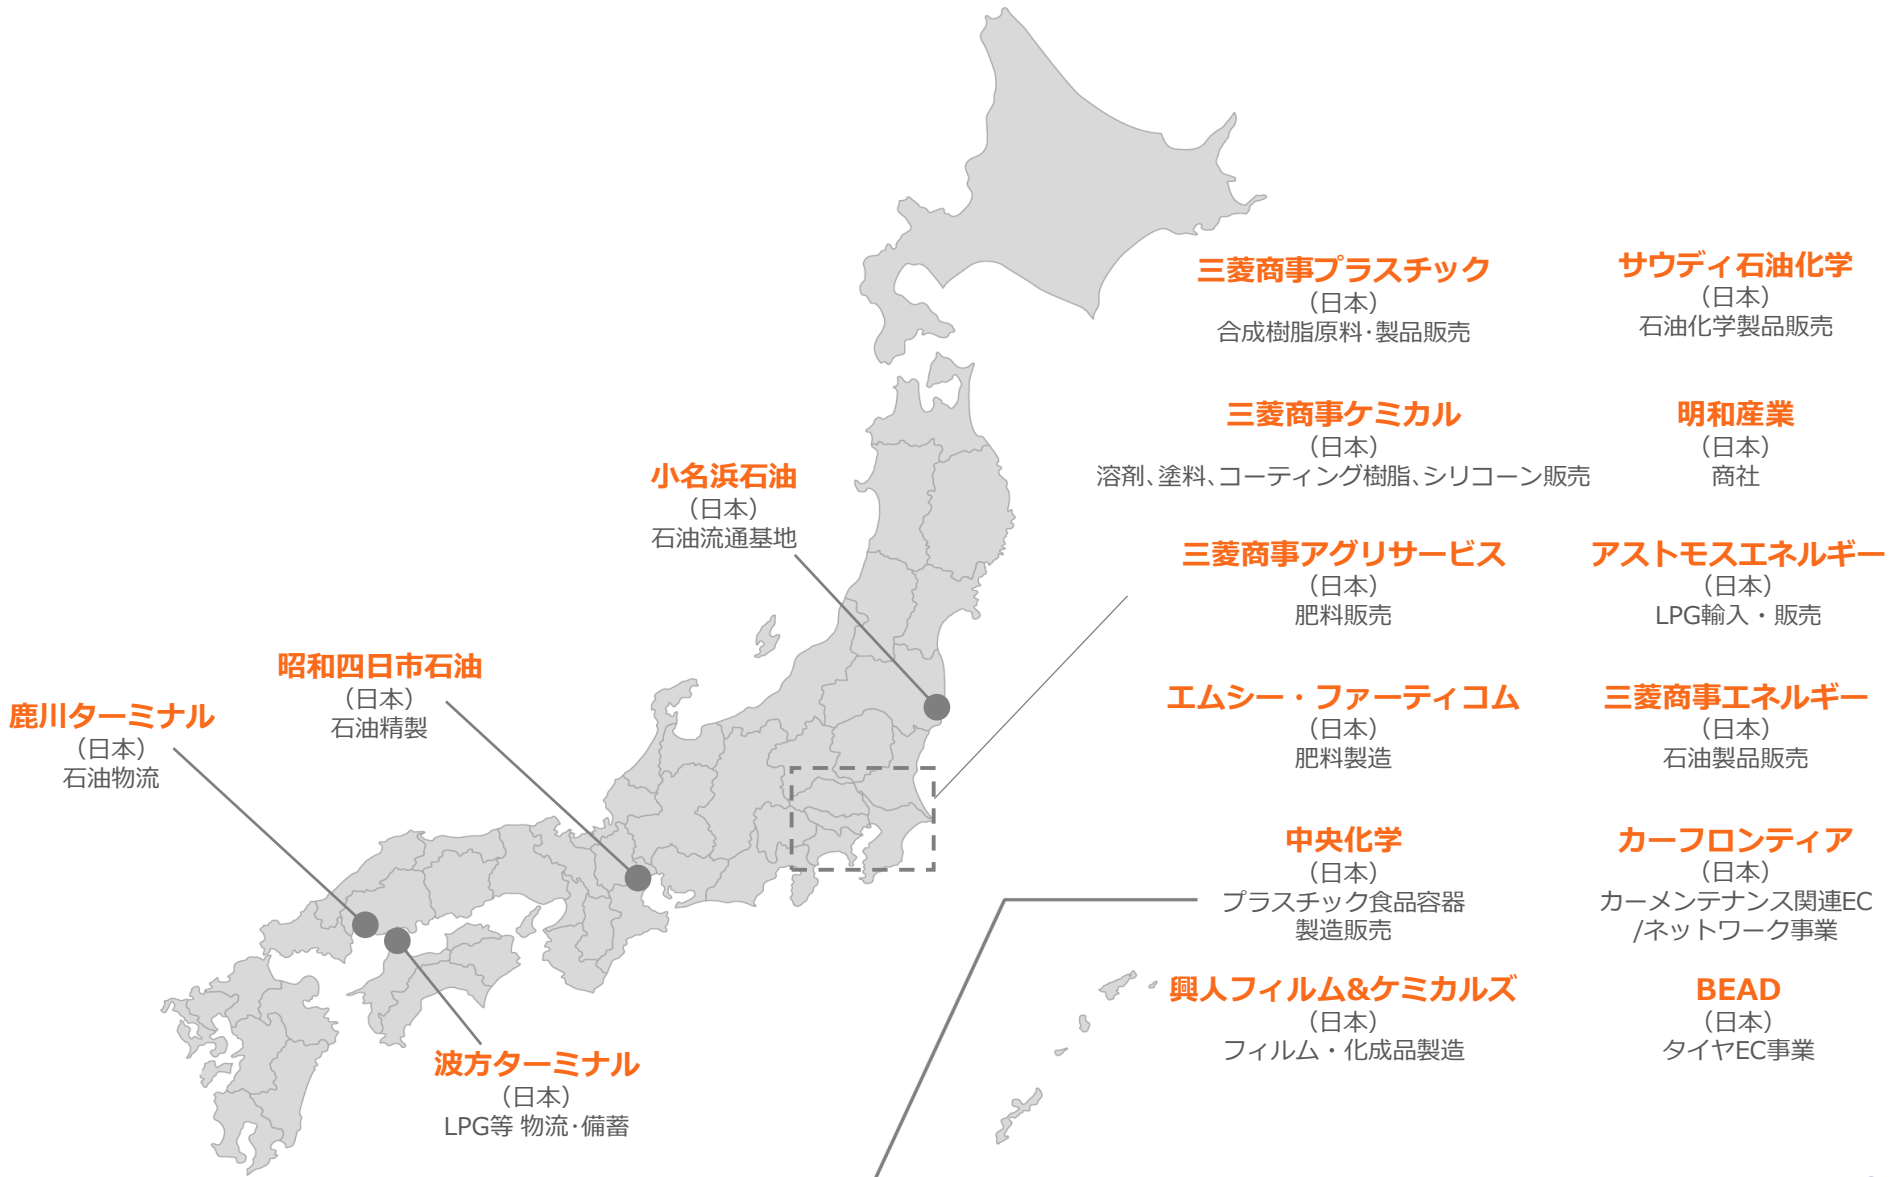 三菱商事プラスチック
（日本）
合成樹脂原料･製品販売
サウディ石油化学
（日本）
石油化学製品販売
三菱商事ケミカル
（日本）
溶剤､塗料､コーティング樹脂､シリコーン販売
明和産業
（日本）
商社
小名浜石油
（日本）
石油流通基地
三菱商事アグリサービス
（日本）
肥料販売
アストモスエネルギー
（日本）
LPG輸入・販売
昭和四日市石油
（日本）
石油精製
鹿川ターミナル
（日本）
石油物流
エムシー・ファーティコム
（日本）
肥料製造
三菱商事エネルギー
（日本）
石油製品販売
中央化学
（日本）
プラスチック食品容器
製造販売
カーフロンティア
（日本）
カーメンテナンス関連EC
/ネットワーク事業
興人フィルム&ケミカルズ
（日本）
フィルム・化成品製造
BEAD
（日本）
タイヤEC事業
波方ターミナル
（日本）
LPG等 物流･備蓄